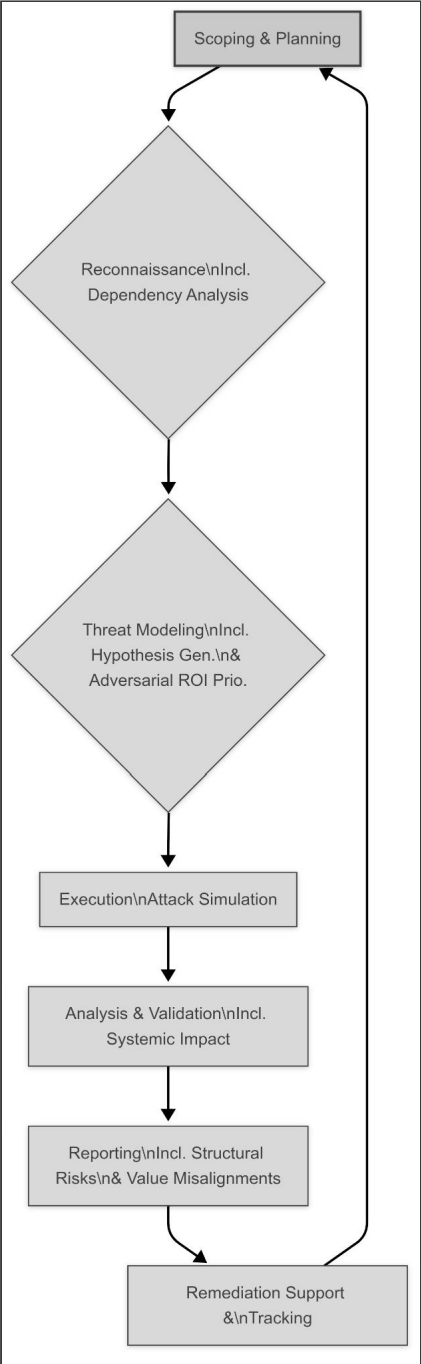 Scoping & Planning
Reconnaissance\nIncl.
Dependency Analysis
Threat Modeling\nIncl.
Hypothesis Gen.\n&
Adversarial ROI Prio.
Execution\nAttack Simulation
Analysis & Validation\nIncl.
Systemic Impact
Reporting\nIncl. Structural
Risks\n& Value Misalignments
Remediation Support
&\nTracking